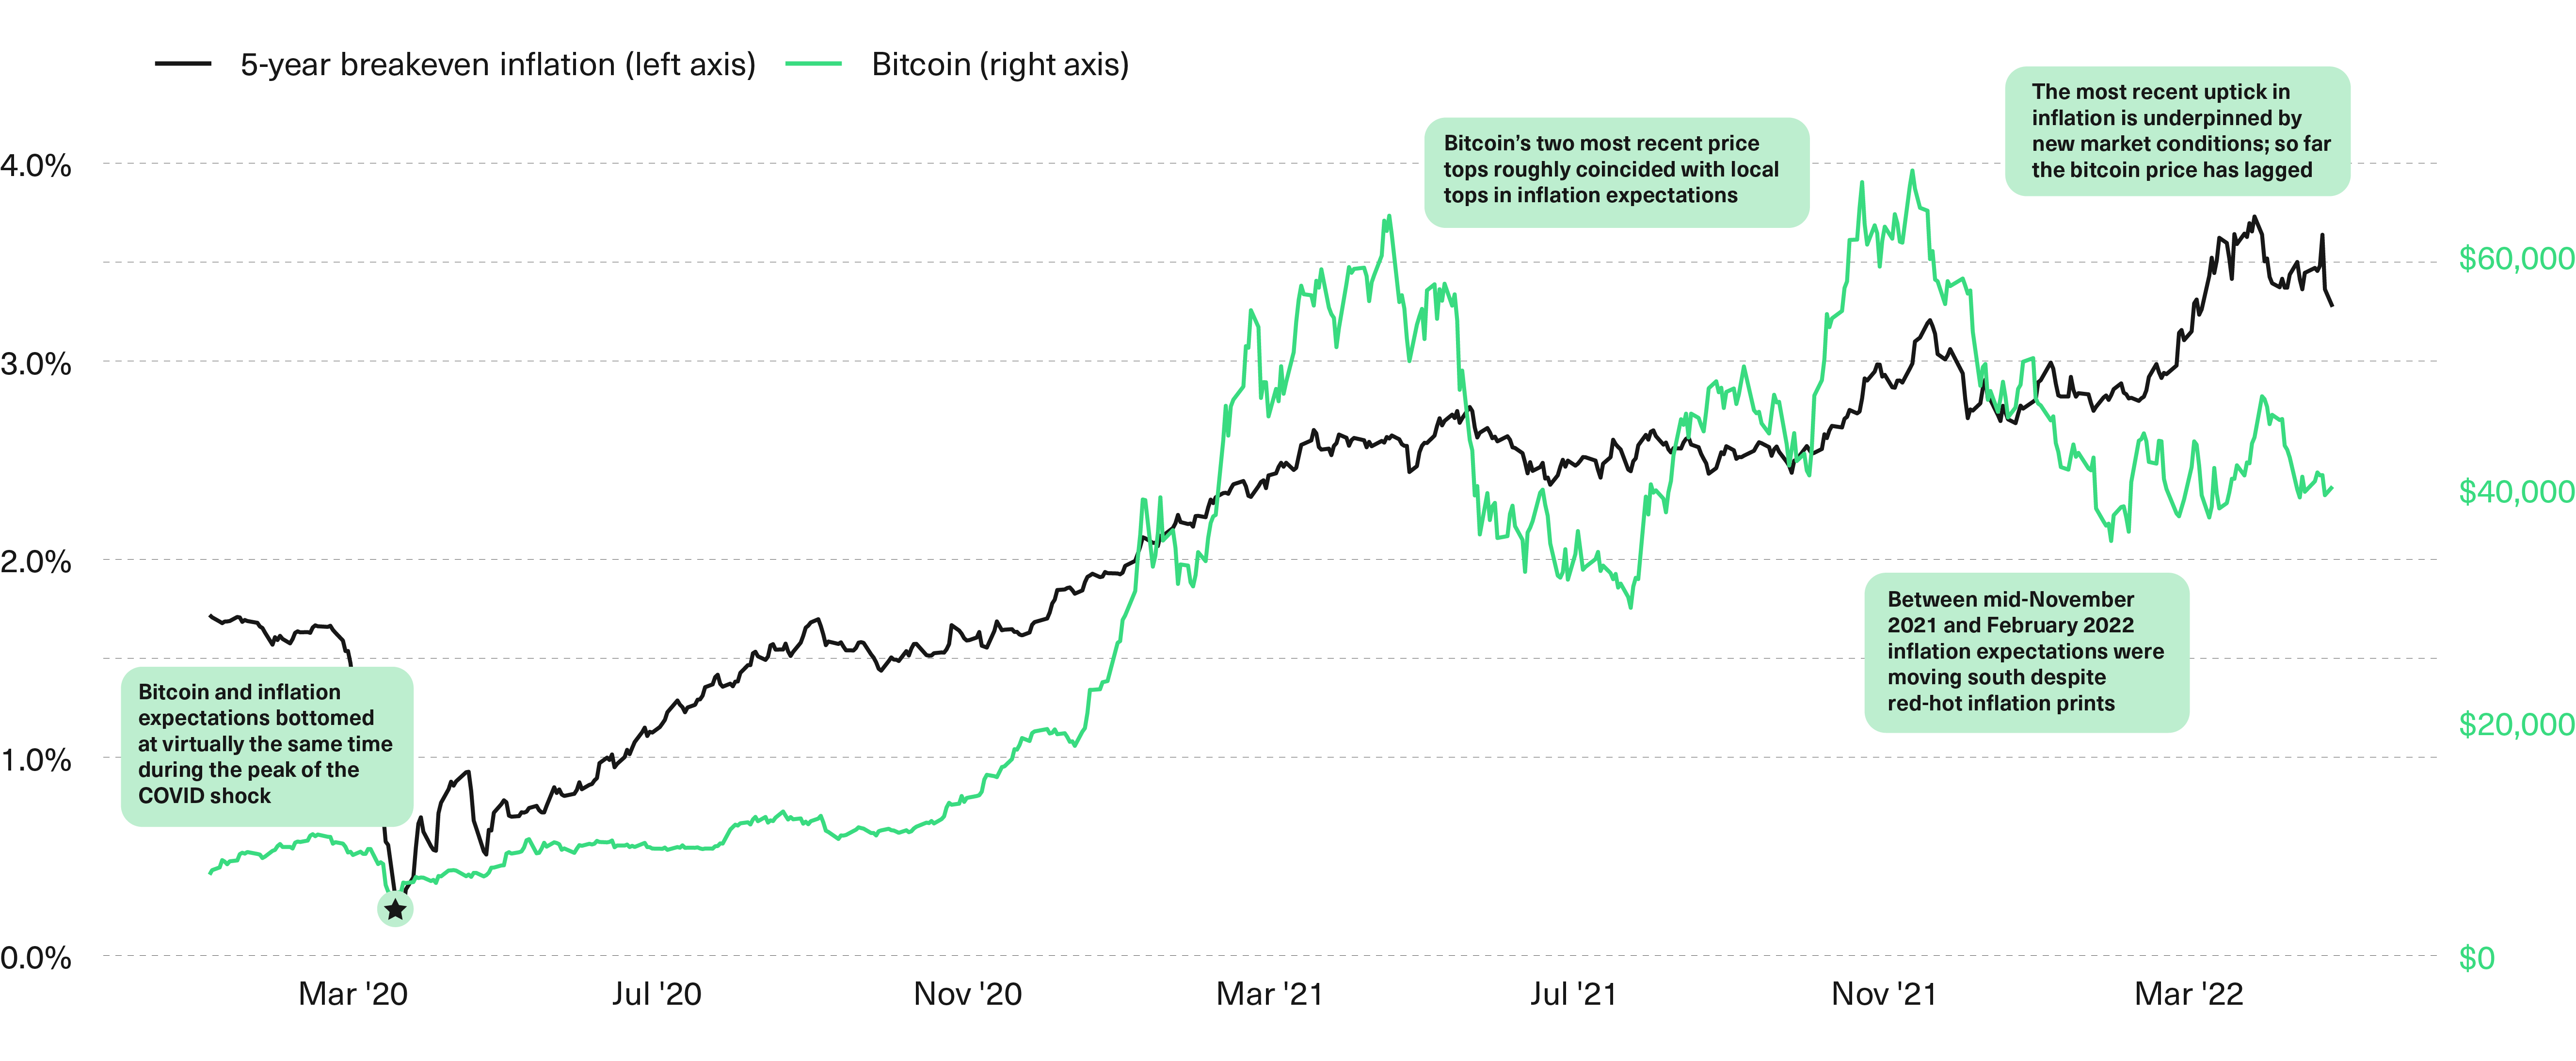 5-year breakeven inflation (left axis)
Bitcoin (right axis)
The most recent uptick in
inflation is underpinned by
new market conditions; so far
the bitcoin price has lagged
Bitcoin’s two most recent price
tops roughly coincided with local
tops in inflation expectations
4.0%
3.0%
2.0%
1.0%
0.0%
$60,000
$40,000
$20,000
$0
Between mid-November
2021 and February 2022
inflation expectations were
moving south despite
red-hot inflation prints
Bitcoin and inflation
expectations bottomed
at virtually the same time
during the peak of the
COVID shock
Mar '20
Jul '20
Nov '20
Mar '21
Jul '21
Nov '21
Mar '22